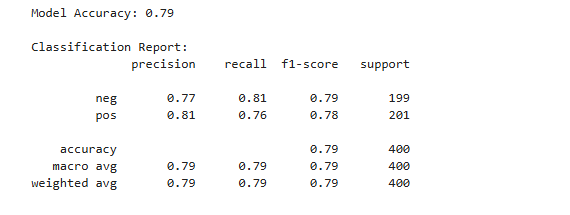 Model Accuracy: 0.79
Classification Report:
precision recall f1-score support
neg 0.77 0.81 0.79 199
pos 0.81 0.76 0.78 201
accuracy 0.79 400
macro avg 0.79 0.79 0.79 400
weighted avg 0.79 0.79 0.79 400